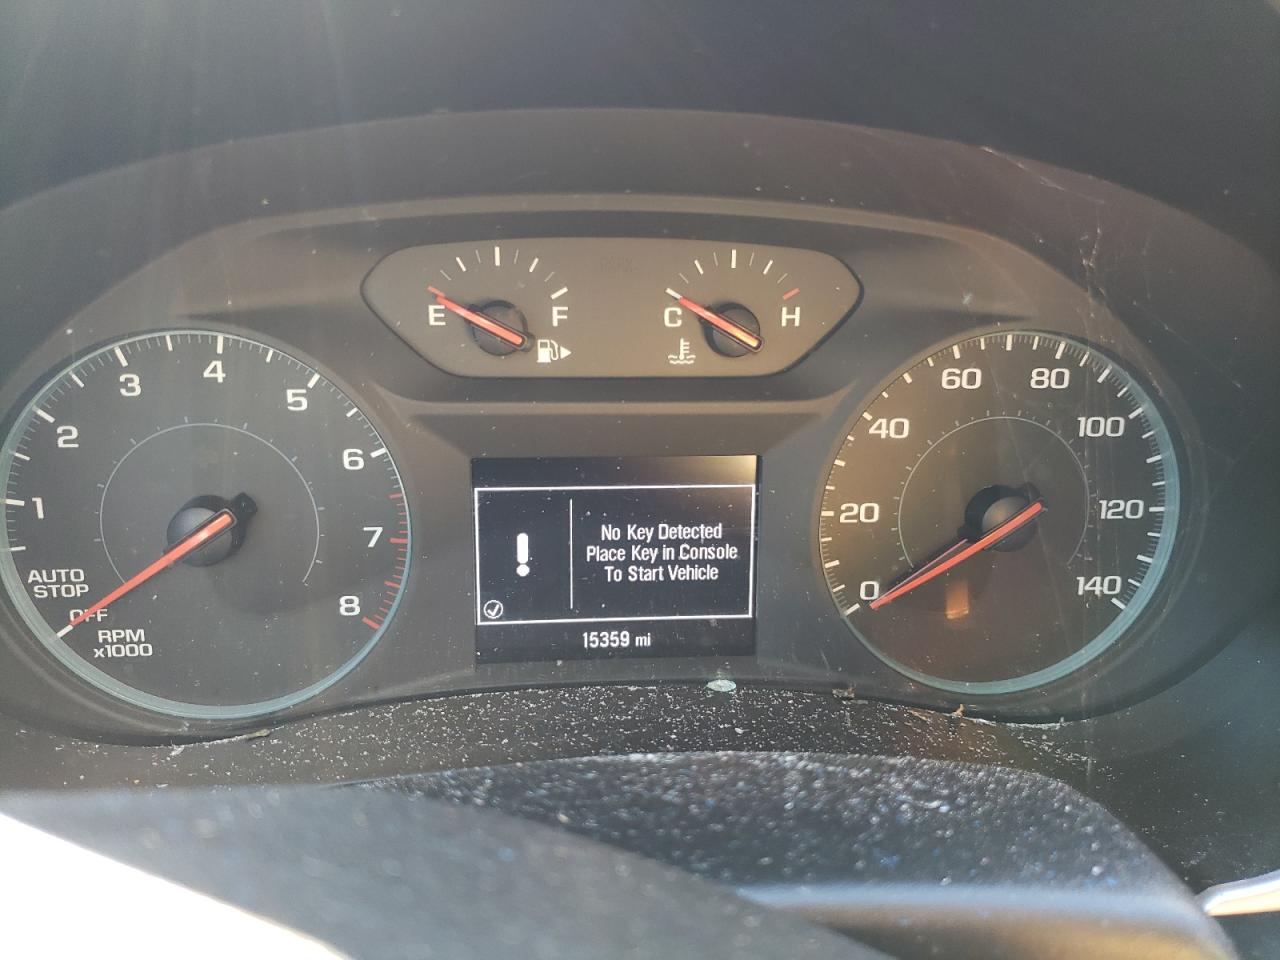 E F
C H
1 2 3 4 5 6 7 8
AUTO
STOP
OFF
RPM
x1000
No Key Detected
Place Key in Console
To Start Vehicle
15359 mi
0 20 40 60 80 100 120 140